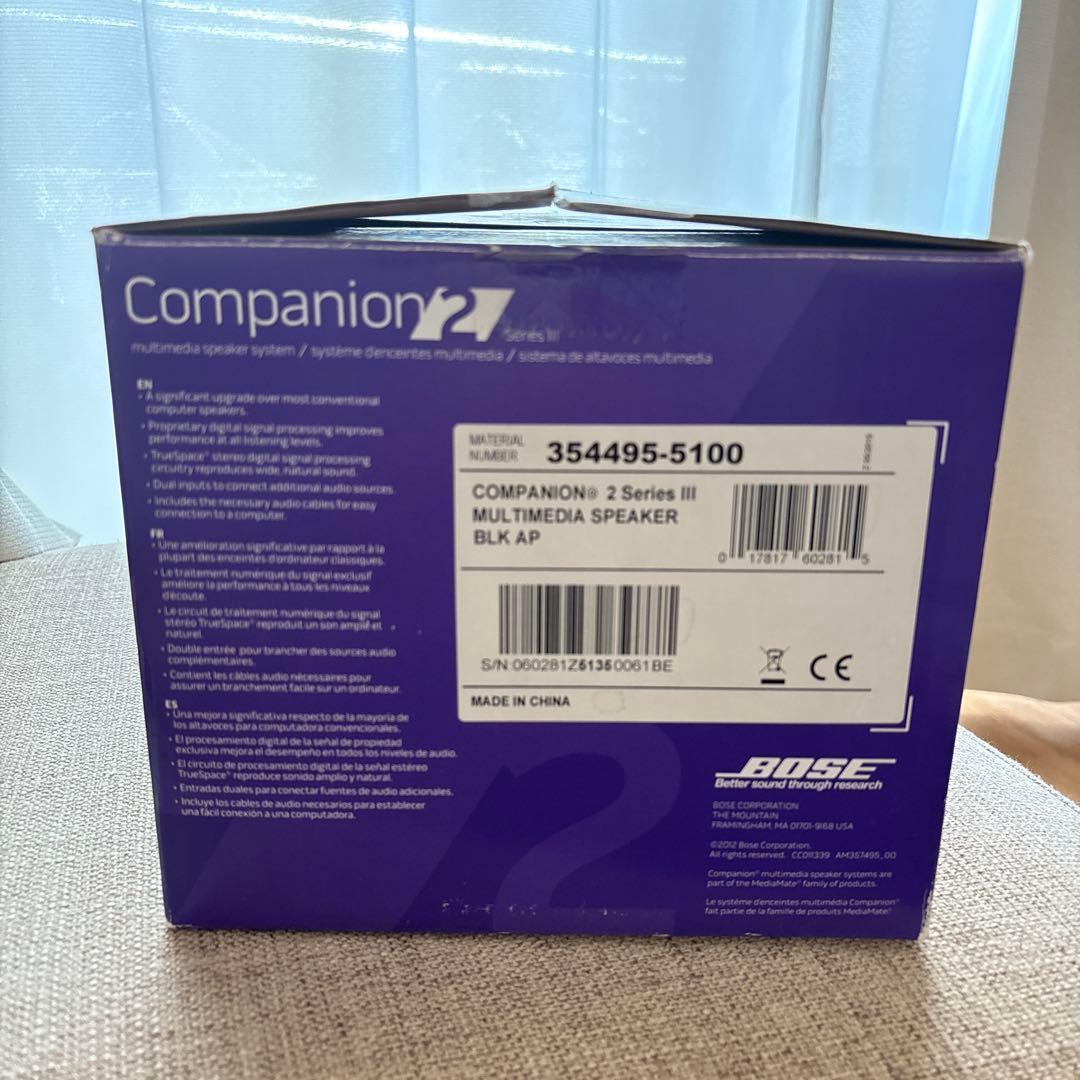 Companion 2
Series III
multimedia speaker system / système d'enceintes multimedia / sistema de altavoces multimedia
EN
• A significant upgrade over most conventional
computer speakers.
• Proprietary digital signal processing improves
performance at all listening levels.
• TrueSpace® stereo digital signal processing
circuitry reproduces wide, natural sound.
• Dual inputs to connect additional audio sources.
• Includes the necessary audio cables for easy
connection to a computer.
FR
• Une amélioration significative par rapport à la
plupart des enceintes d'ordinateur classiques.
• Le traitement numérique du signal exclusif
améliore la performance à tous les niveaux
d'écoute.
• Le circuit de traitement numérique du signal
stéréo TrueSpace® reproduit un son ample et
naturel.
• Double entrée pour brancher des sources audio
complémentaires.
• Contient les câbles audio nécessaires pour
assurer un branchement facile sur un ordinateur.
ES
• Una mejora significativa respecto de la mayoría de
los altavoces para computadora convencionales.
• El procesamiento digital de la señal de propiedad
exclusiva mejora el desempeño en todos los niveles de audio.
• El circuito de procesamiento digital de la señal estéreo
TrueSpace® reproduce sonido amplio y natural.
• Entradas duales para conectar fuentes de audio adicionales.
• Incluye los cables de audio necesarios para establecer
una fácil conexión a una computadora.
MATERIAL
NUMBER
354495-5100
COMPANION® 2 Series III
MULTIMEDIA SPEAKER
BLK AP
0 17817 60281 5
S/N:060281Z51350061BE
CE
MADE IN CHINA
BOSE
Better sound through research
BOSE CORPORATION
THE MOUNTAIN
FRAMINGHAM, MA 01701-9168 USA
©2012 Bose Corporation.
All rights reserved. CC011339 AM357495_00
Companion® multimedia speaker systems are
part of the MediaMate® family of products.
Le système d'enceintes multimédia Companion®
fait partie de la famille de produits MediaMate®